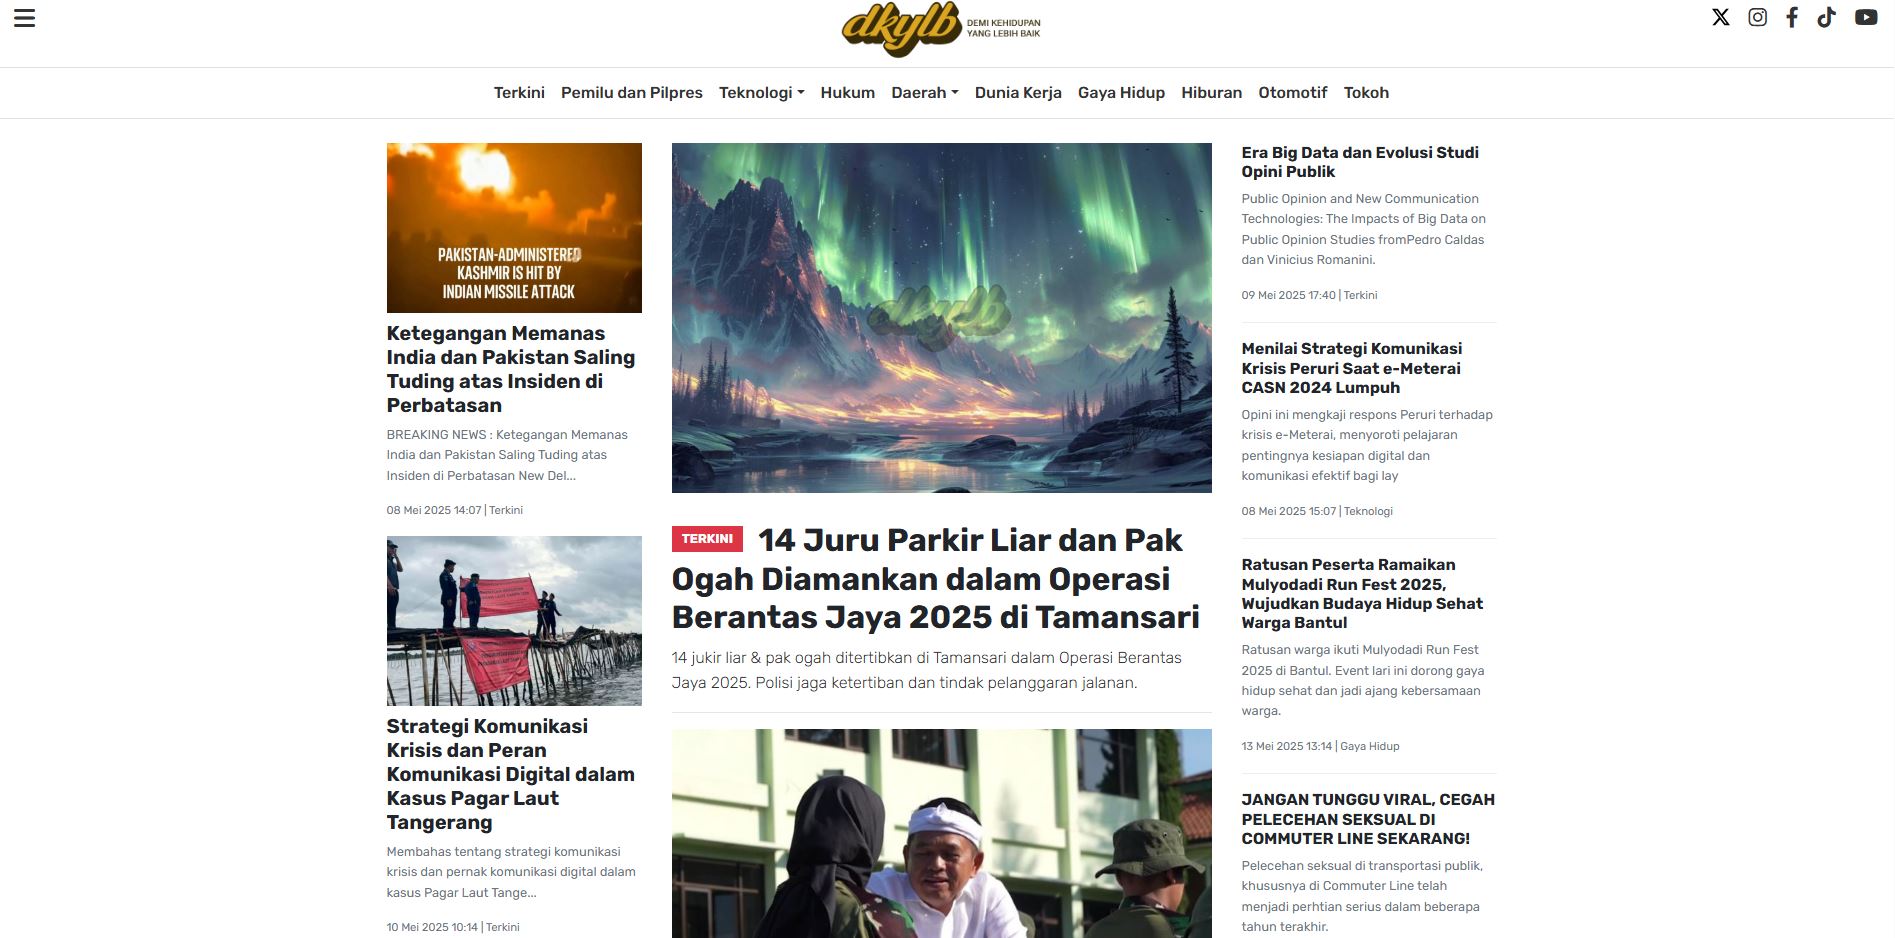 dkylb
DEMI KEHIDUPAN
YANG LEBIH BAIK
Terkini Pemilu dan Pilpres Teknologi Hukum Daerah Dunia Kerja Gaya Hidup Hiburan Otomotif Tokoh
PAKISTAN-ADMINISTERED
KASHMIR IS HIT BY
INDIAN MISSILE ATTACK
Ketegangan Memanas
India dan Pakistan Saling
Tuding atas Insiden di
Perbatasan
BREAKING NEWS : Ketegangan Memanas
India dan Pakistan Saling Tuding atas
Insiden di Perbatasan New Del...
08 Mei 2025 14:07 | Terkini
Strategi Komunikasi
Krisis dan Peran
Komunikasi Digital dalam
Kasus Pagar Laut
Tangerang
Membahas tentang strategi komunikasi
krisis dan pernak komunikasi digital dalam
kasus Pagar Laut Tange...
10 Mei 2025 10:14 | Terkini
dkylb
TERKINI 14 Juru Parkir Liar dan Pak
Ogah Diamankan dalam Operasi
Berantas Jaya 2025 di Tamansari
14 jukir liar & pak ogah ditertibkan di Tamansari dalam Operasi Berantas
Jaya 2025. Polisi jaga ketertiban dan tindak pelanggaran jalanan.
Era Big Data dan Evolusi Studi
Opini Publik
Public Opinion and New Communication
Technologies: The Impacts of Big Data on
Public Opinion Studies fromPedro Caldas
dan Vinicius Romanini.
09 Mei 2025 17:40 | Terkini
Menilai Strategi Komunikasi
Krisis Peruri Saat e-Meterai
CASN 2024 Lumpuh
Opini ini mengkaji respons Peruri terhadap
krisis e-Meterai, menyoroti pelajaran
pentingnya kesiapan digital dan
komunikasi efektif bagi lay
08 Mei 2025 15:07 | Teknologi
Ratusan Peserta Ramaikan
Mulyodadi Run Fest 2025,
Wujudkan Budaya Hidup Sehat
Warga Bantul
Ratusan warga ikuti Mulyodadi Run Fest
2025 di Bantul. Event lari ini dorong gaya
hidup sehat dan jadi ajang kebersamaan
warga.
13 Mei 2025 13:14 | Gaya Hidup
JANGAN TUNGGU VIRAL, CEGAH
PELECEHAN SEKSUAL DI
COMMUTER LINE SEKARANG!
Pelecehan seksual di transportasi publik,
khususnya di Commuter Line telah
menjadi perhtian serius dalam beberapa
tahun terakhir.